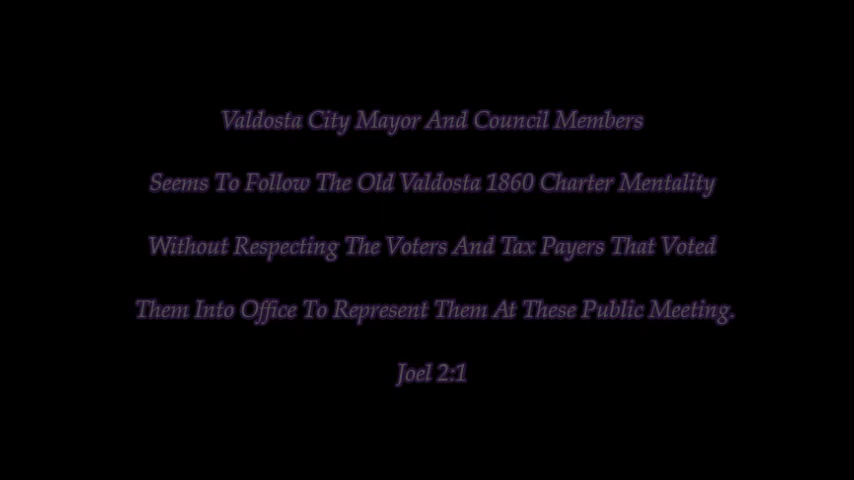 Valdosta City Mayor And Council Members
Seems To Follow The Old Valdosta 1860 Charter Mentality
Without Respecting The Voters And Tax Payers That Voted
Them Into Office To Represent Them At These Public Meeting.
Joel 2:1